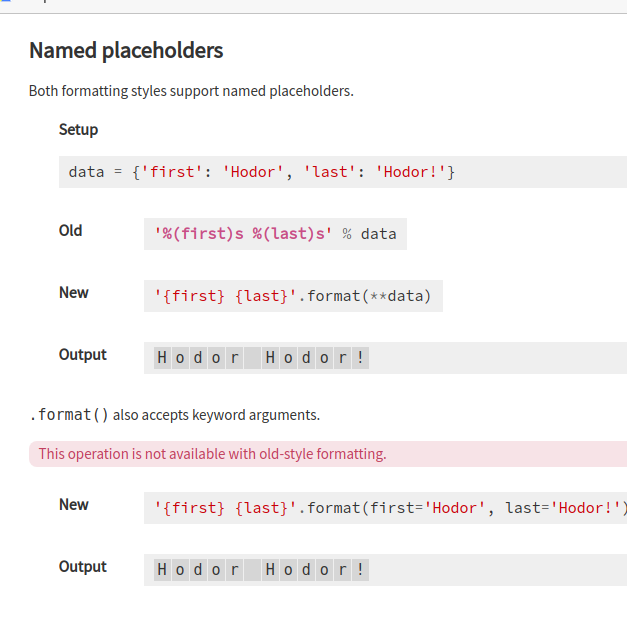 Named placeholders
Both formatting styles support named placeholders.
Setup
data = {'first': 'Hodor', 'last': 'Hodor!'}
Old
'%(first)s %(last)s' % data
New
'{first} {last}'.format(**data)
Output
Hodor Hodor!
.format() also accepts keyword arguments.
This operation is not available with old-style formatting.
New
'{first} {last}'.format(first='Hodor', last='Hodor!')
Output
Hodor Hodor!